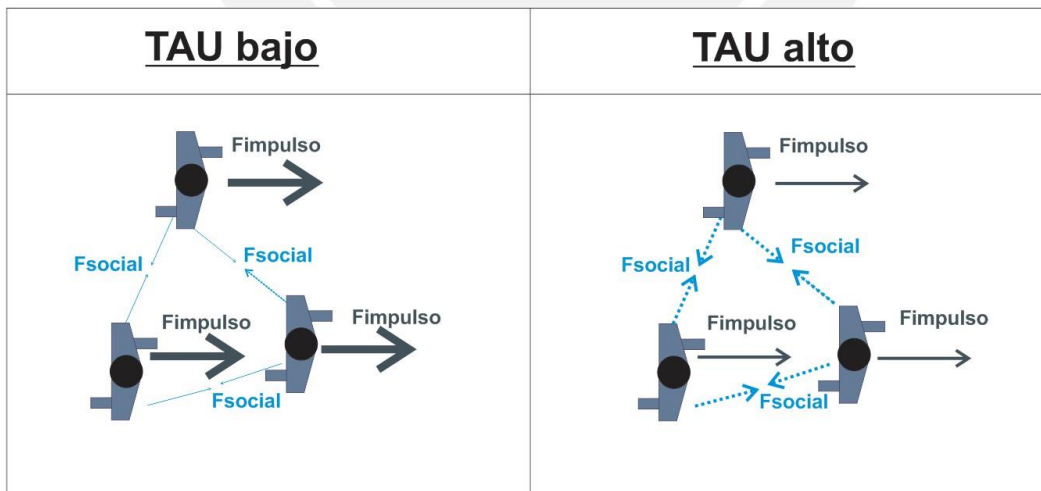 TAU bajo
TAU alto
Fimpulso
Fsocial
Fsocial
Fimpulso
Fimpulso
Fsocial
Fimpulso
Fsocial
Fsocial
Fimpulso
Fimpulso
Fsocial